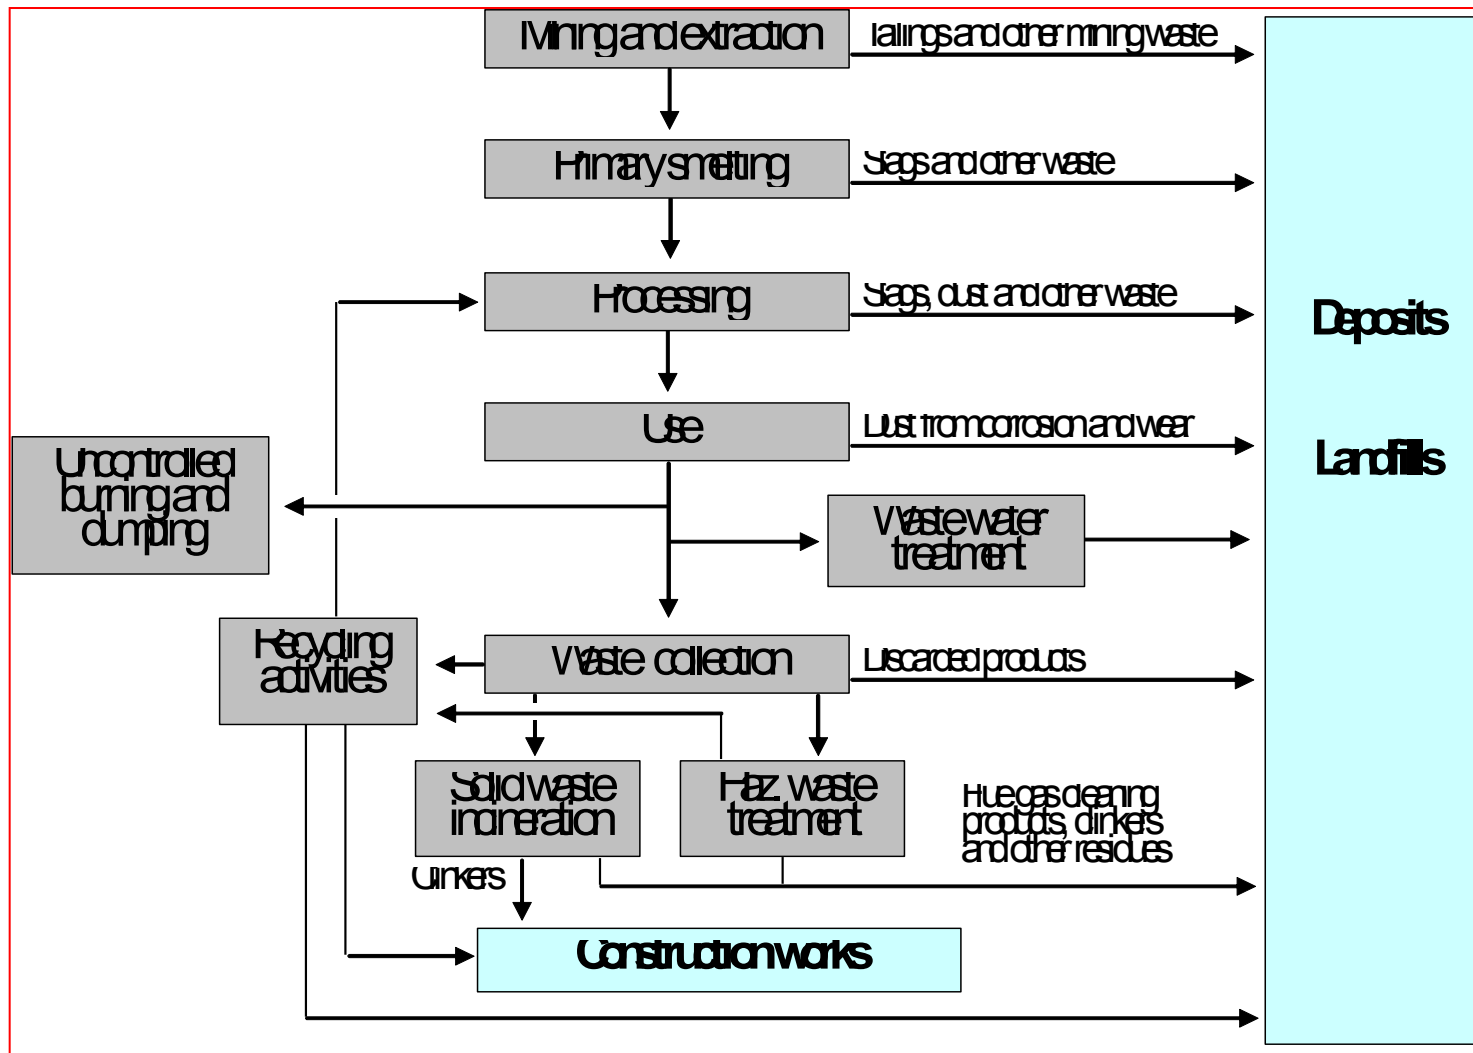 Mining and extraction
Tailings and other mining waste
Primary smelting
Slags and other waste
Processing
Slags, dust and other waste
Deposits
Use
Dust from corrosion and wear
Landfills
Uncontrolled
burning and
dumping
Waste water
treatment
Recycling
activities
Waste collection
Discarded products
Solid waste
incineration
Haz. waste
treatment
Flue gas cleaning
products, clinkers
and other residues
Clinkers
Construction works